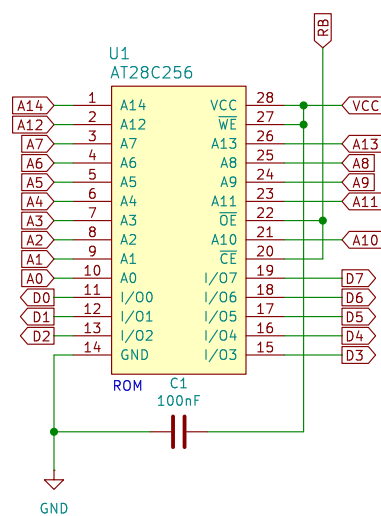 RB
U1
AT28C256
A14 1 A14 VCC 28 VCC
A12 2 A12 WE 27
A7 3 A7 A13 26 A13
A6 4 A6 A8 25 A8
A5 5 A5 A9 24 A9
A4 6 A4 A11 23 A11
A3 7 A3 OE 22
A2 8 A2 A10 21 A10
A1 9 A1 CE 20
A0 10 A0 I/O7 19 D7
D0 11 I/O0 I/O6 18 D6
D1 12 I/O1 I/O5 17 D5
D2 13 I/O2 I/O4 16 D4
14 GND I/O3 15 D3
ROM
C1
100nF
GND